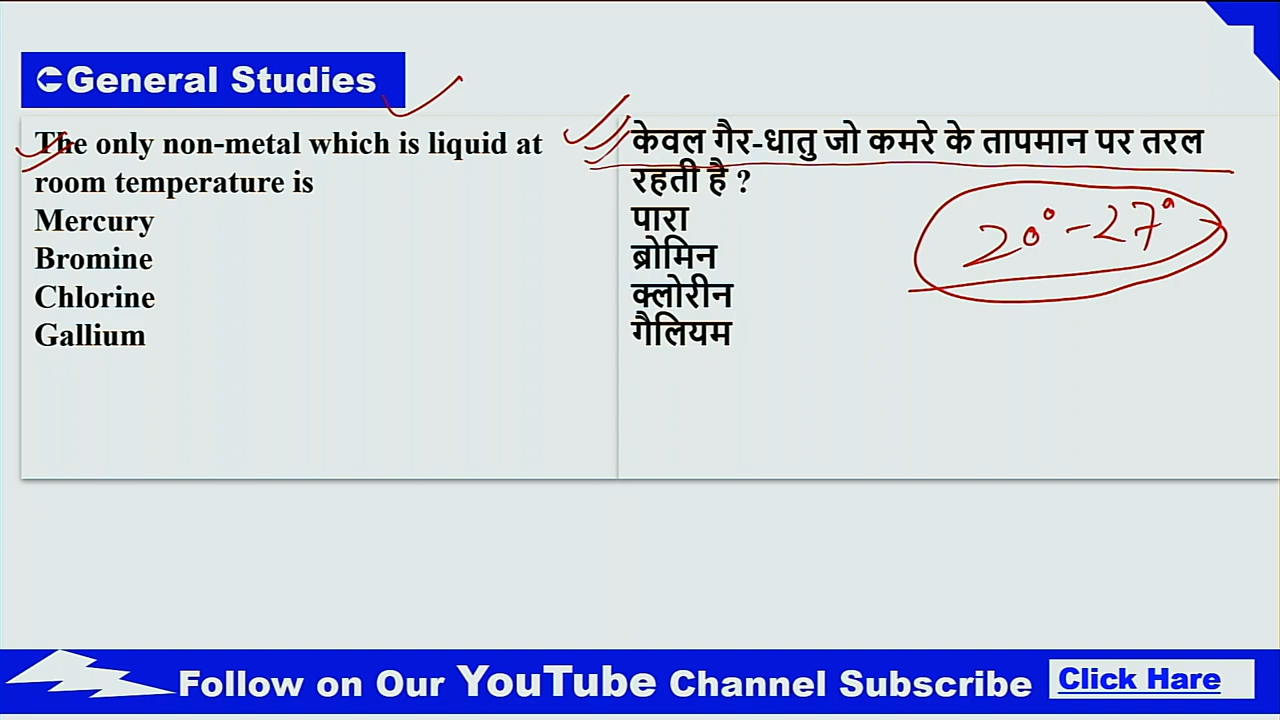 General Studies
The only non-metal which is liquid at
room temperature is
Mercury
Bromine
Chlorine
Gallium
केवल गैर-धातु जो कमरे के तापमान पर तरल
रहती है ?
पारा
ब्रोमिन
क्लोरीन
गैलियम
20° - 27°
Follow on Our YouTube Channel Subscribe Click Hare